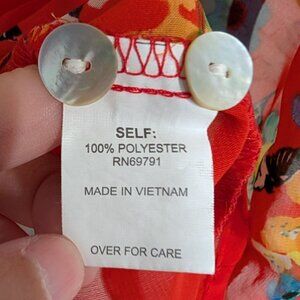 SELF:
100% POLYESTER
RN69791
MADE IN VIETNAM
OVER FOR CARE